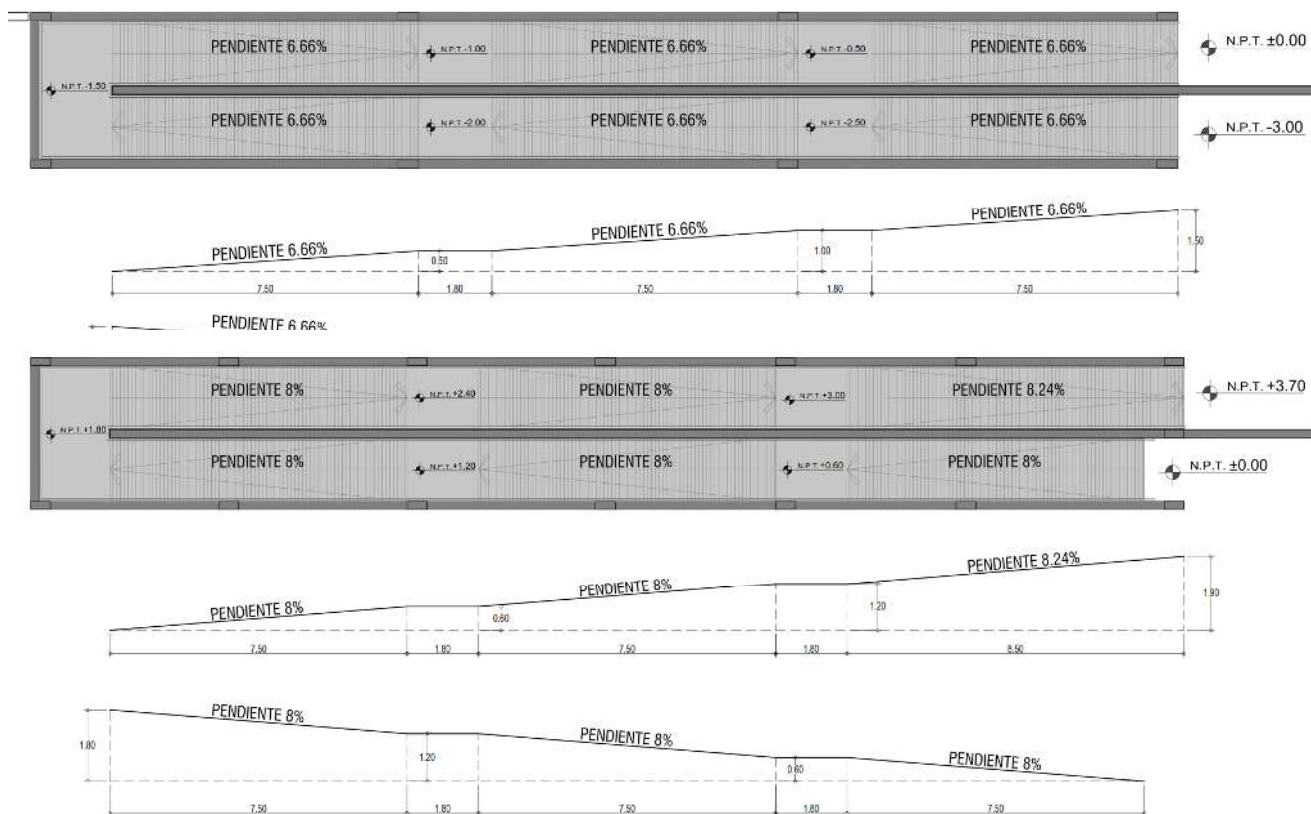 PENDIENTE 6.66%
PENDIENTE 6.66%
PENDIENTE 6.66%
N.P.T. -1.00
N.P.T. -0.50
N.P.T. ±0.00
N.P.T. -1.50
PENDIENTE 6.66%
PENDIENTE 6.66%
PENDIENTE 6.66%
N.P.T. -2.00
N.P.T. -2.50
N.P.T. -3.00
PENDIENTE 6.66%
PENDIENTE 6.66%
PENDIENTE 6.66%
0.50
1.00
1.50
7.50
1.80
7.50
1.80
7.50
PENDIENTE 6.66%
PENDIENTE 8%
PENDIENTE 8%
PENDIENTE 8.24%
N.P.T. +2.40
N.P.T. +3.00
N.P.T. +3.70
N.P.T. +1.80
PENDIENTE 8%
PENDIENTE 8%
PENDIENTE 8%
N.P.T. +1.20
N.P.T. +0.60
N.P.T. ±0.00
PENDIENTE 8%
PENDIENTE 8%
PENDIENTE 8.24%
0.60
1.20
1.90
7.50
1.80
7.50
1.80
8.50
PENDIENTE 8%
PENDIENTE 8%
PENDIENTE 8%
1.80
1.20
0.60
7.50
1.80
7.50
1.80
7.50